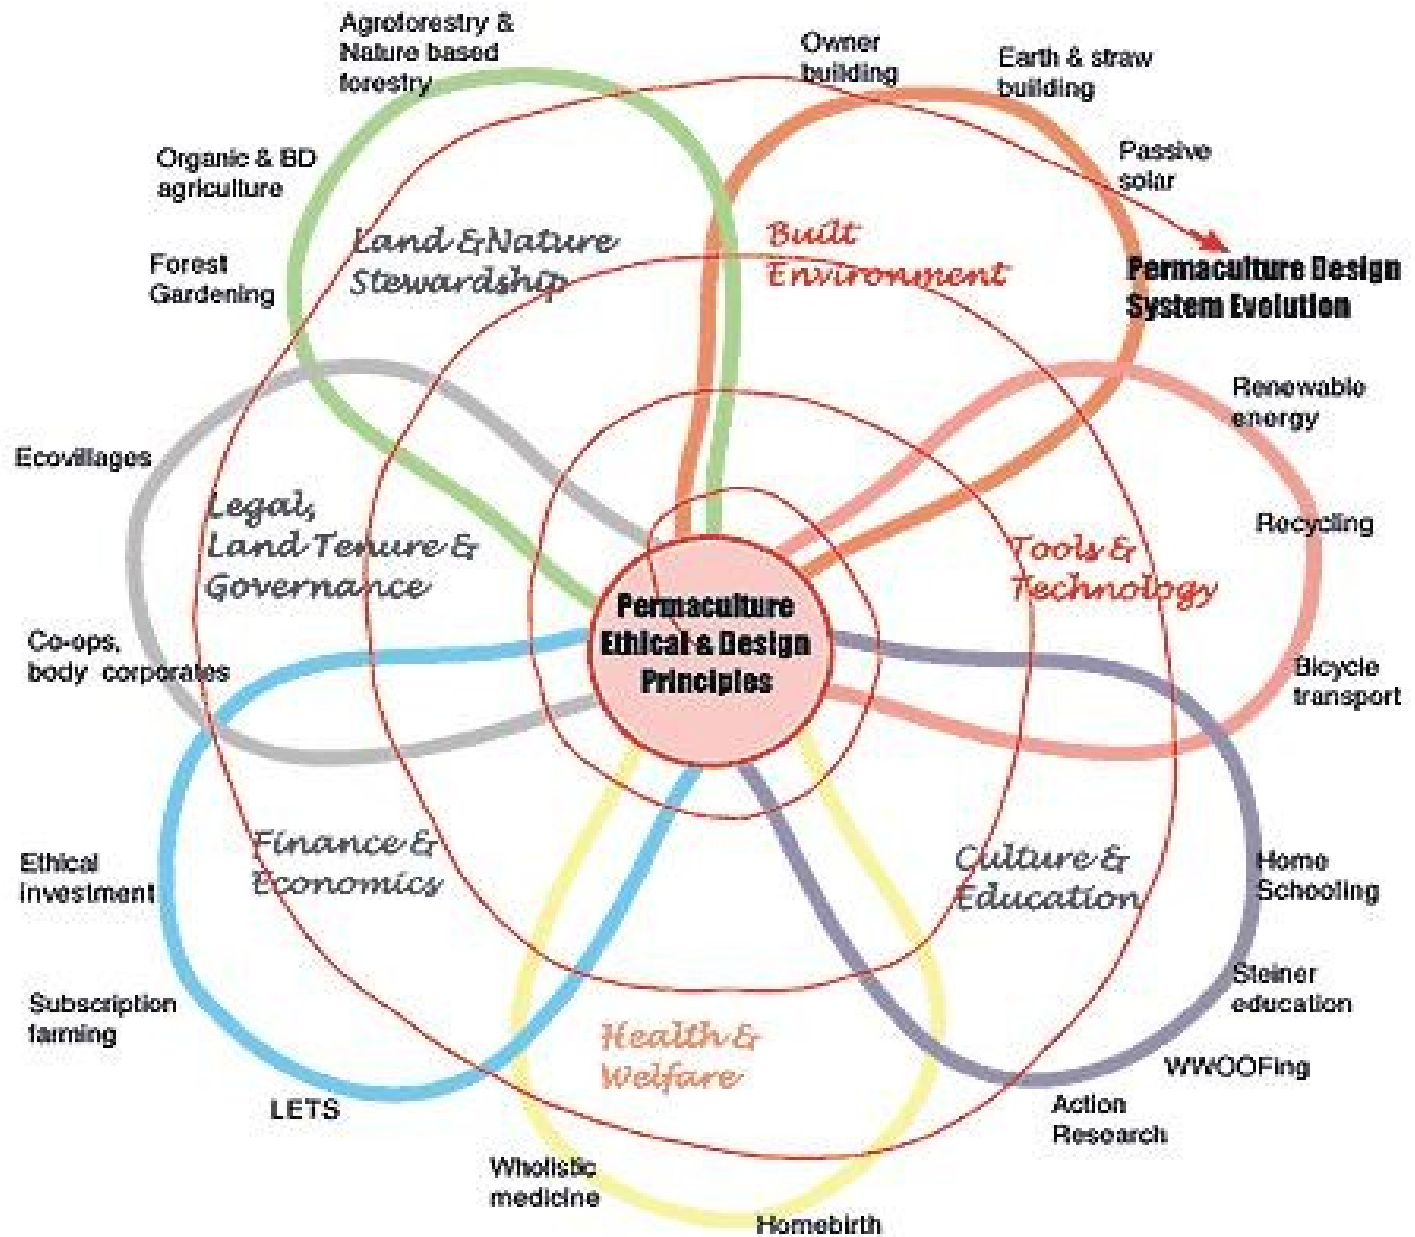 Agroforestry &
Nature based
forestry
Owner
building
Earth & straw
building
Organic & BD
agriculture
Passive
solar
Land & Nature
Stewardship
Built
Environment
Forest
Gardening
Permaculture Design
System Evolution
Renewable
energy
Ecovillages
Legal,
Land Tenure &
Governance
Recycling
Tools &
Technology
Permaculture
Ethical & Design
Principles
Co-ops,
body corporates
Bicycle
transport
Finance &
Economics
Culture &
Education
Ethical
investment
Home
Schooling
Subscription
farming
Steiner
education
Health &
Welfare
WWOOFing
LETS
Action
Research
Wholistic
medicine
Homebirth